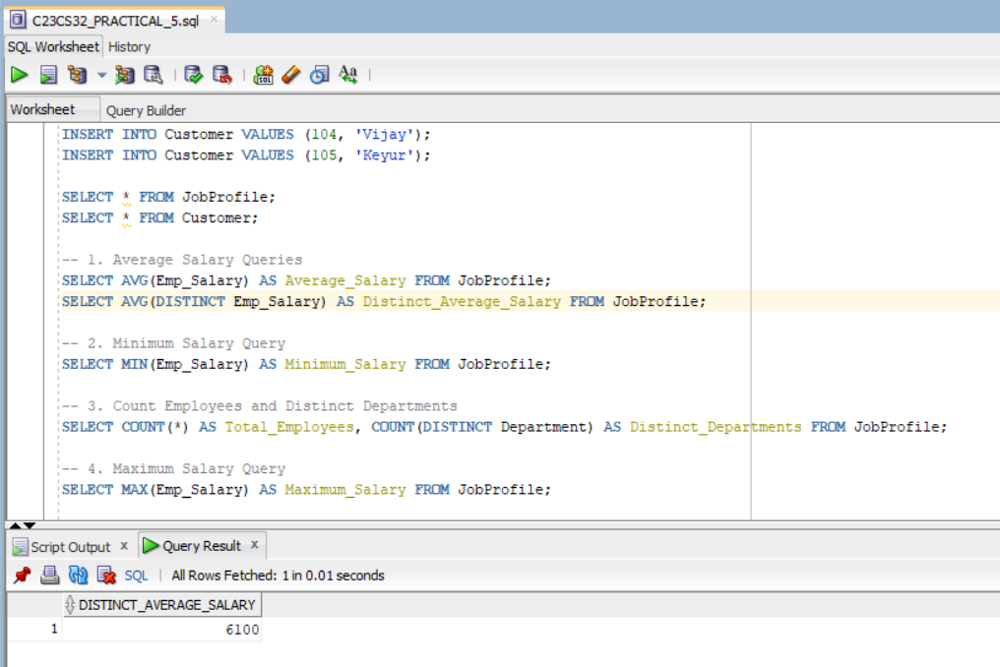 C23CS32_PRACTICAL_5.sql
SQL Worksheet History
Worksheet Query Builder
INSERT INTO Customer VALUES (104, 'Vijay');
INSERT INTO Customer VALUES (105, 'Keyur');
SELECT * FROM JobProfile;
SELECT * FROM Customer;
-- 1. Average Salary Queries
SELECT AVG(Emp_Salary) AS Average_Salary FROM JobProfile;
SELECT AVG(DISTINCT Emp_Salary) AS Distinct_Average_Salary FROM JobProfile;
-- 2. Minimum Salary Query
SELECT MIN(Emp_Salary) AS Minimum_Salary FROM JobProfile;
-- 3. Count Employees and Distinct Departments
SELECT COUNT(*) AS Total_Employees, COUNT(DISTINCT Department) AS Distinct_Departments FROM JobProfile;
-- 4. Maximum Salary Query
SELECT MAX(Emp_Salary) AS Maximum_Salary FROM JobProfile;
Script Output x Query Result x
SQL | All Rows Fetched: 1 in 0.01 seconds
DISTINCT_AVERAGE_SALARY
1 6100